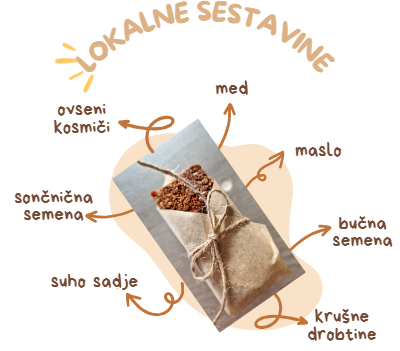 LOKALNE SESTAVINE
med
ovseni
kosmiči
maslo
sončnična
semena
bučna
semena
suho sadje
krušne
drobtine